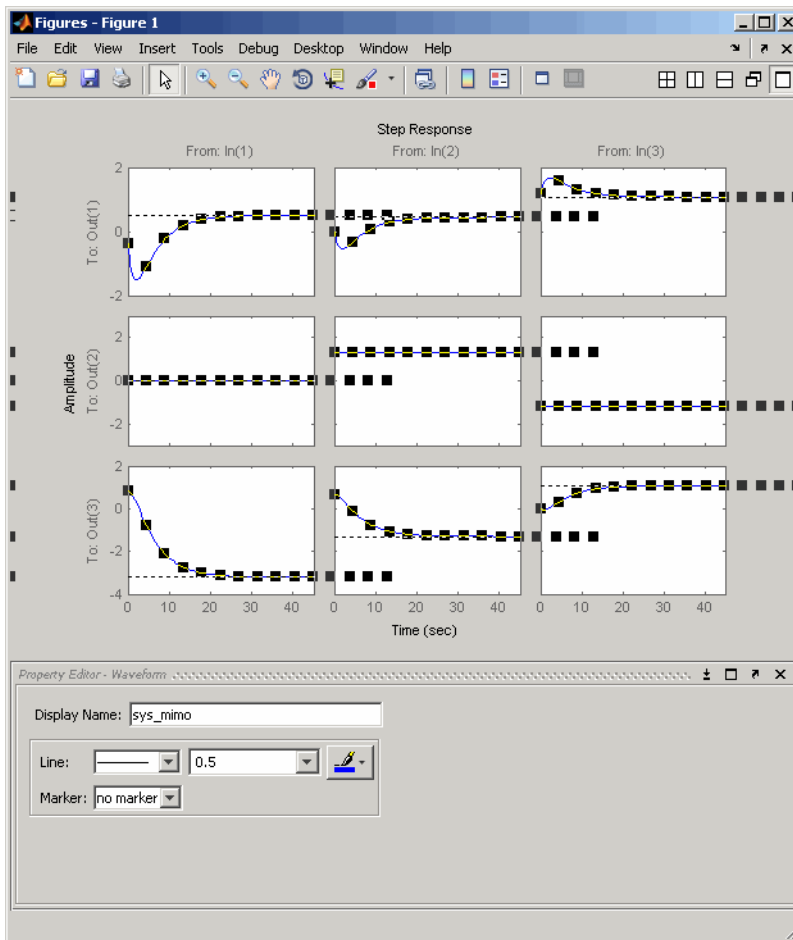 Figures - Figure 1
File Edit View Insert Tools Debug Desktop Window Help
Step Response
From: In(1) From: In(2) From: In(3)
To: Out(1)
2
0
-2
Amplitude
To: Out(2)
2
0
-2
To: Out(3)
2
0
-2
-4
0 10 20 30 40 0 10 20 30 40 0 10 20 30 40
Time (sec)
Property Editor - Waveform
Display Name: sys_mimo
Line: 0.5
Marker: no marker